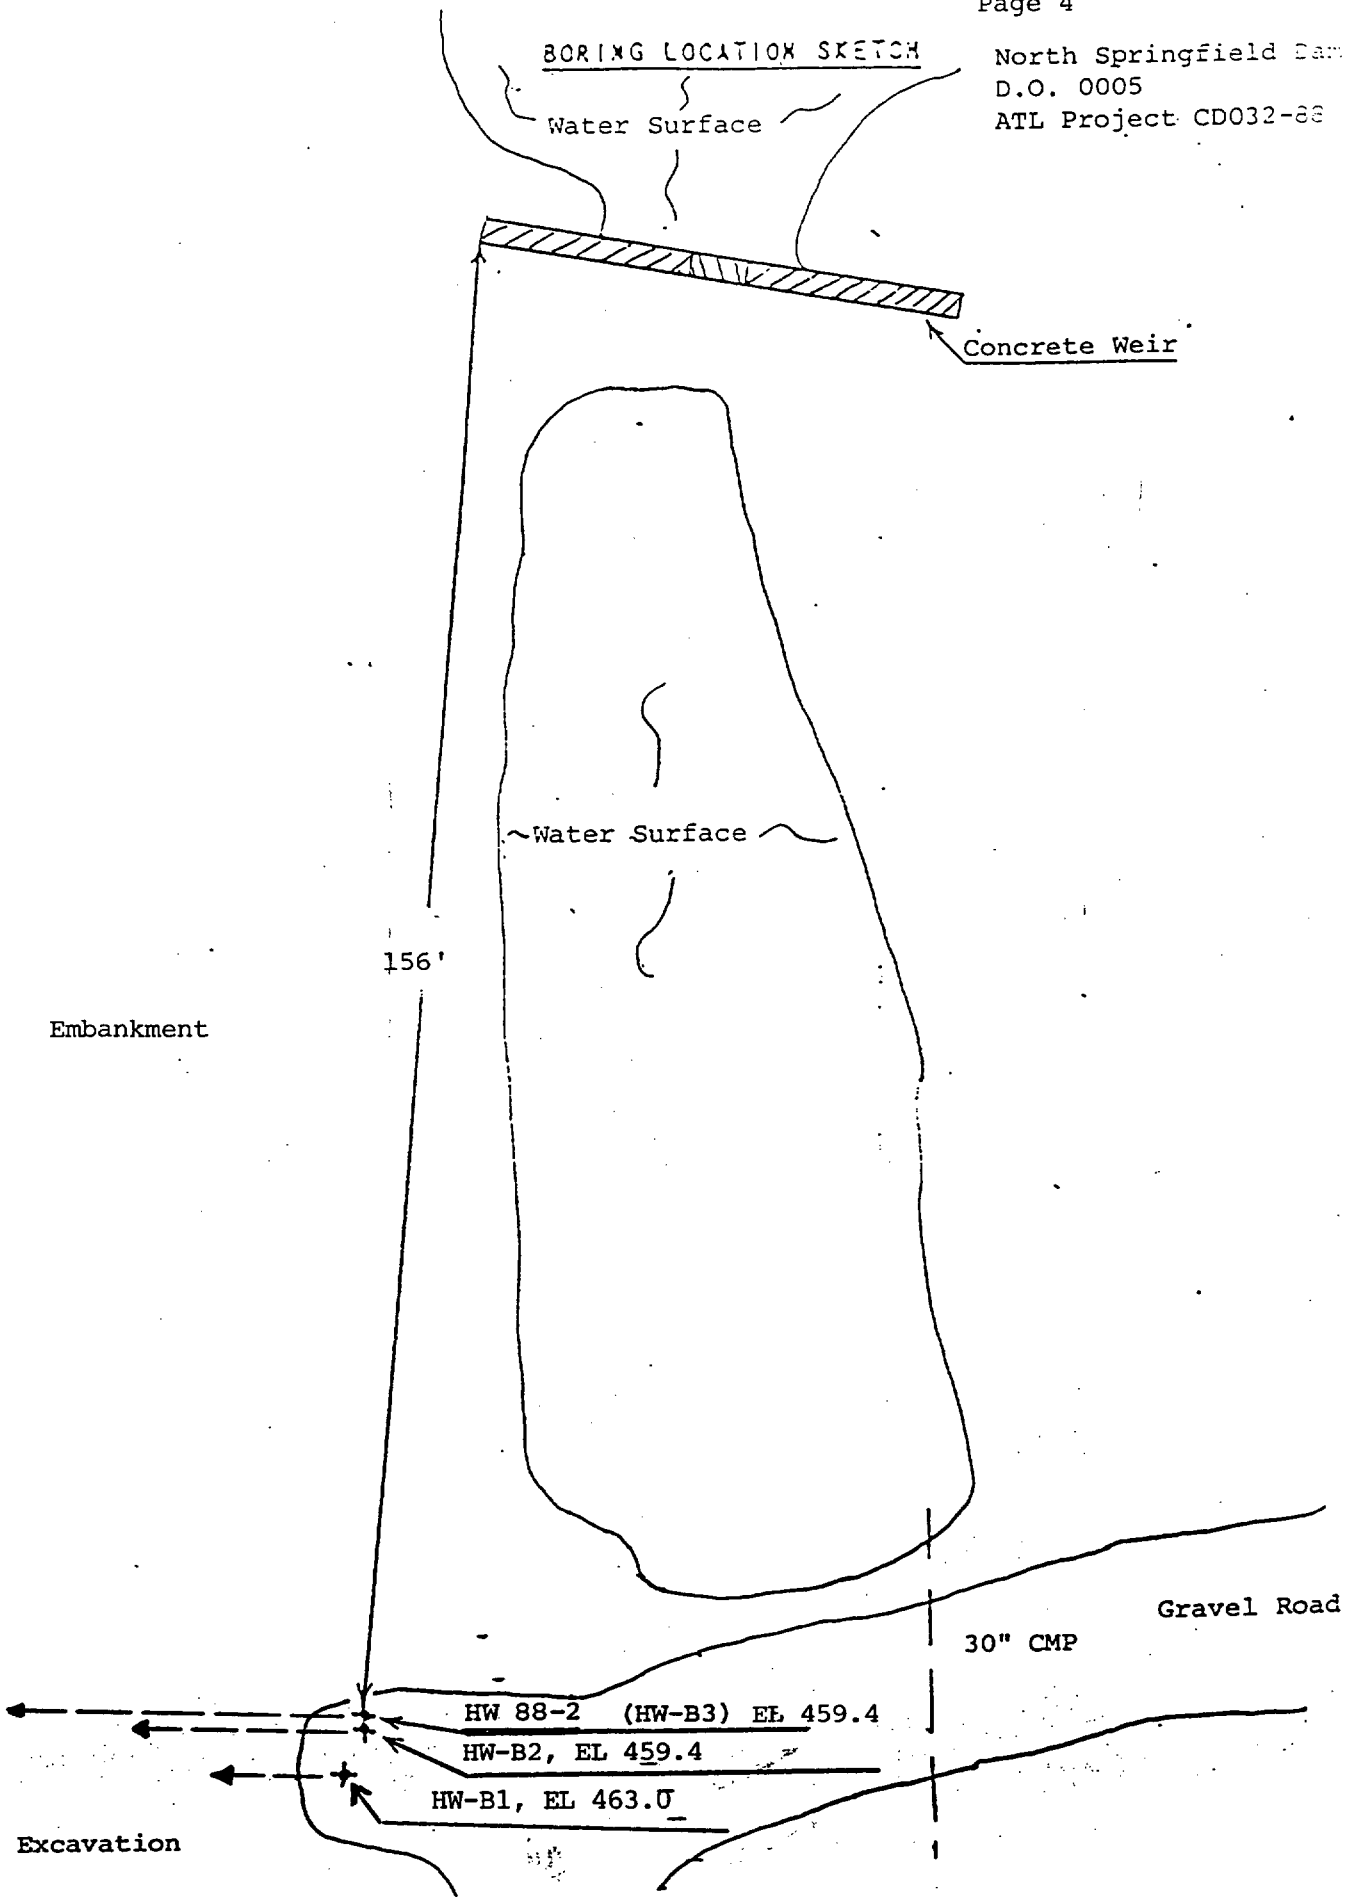 Page 4
BORING LOCATION SKETCH
North Springfield Dam
D.O. 0005
ATL Project CD032-88
Water Surface
Concrete Weir
Water Surface
156'
Embankment
Gravel Road
30" CMP
HW 88-2 (HW-B3) EL 459.4
HW-B2, EL 459.4
HW-B1, EL 463.0
Excavation